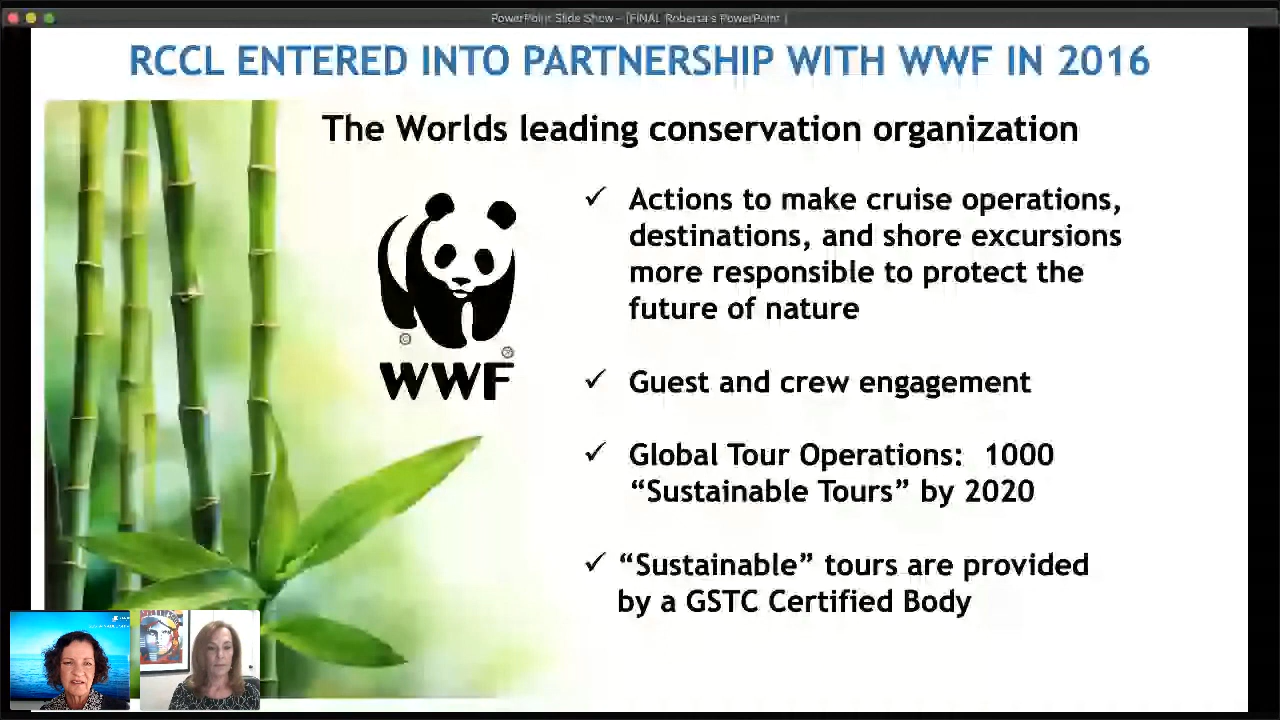 PowerPoint Slide Show - [FINAL Roberta's PowerPoint ]
RCCL ENTERED INTO PARTNERSHIP WITH WWF IN 2016
The Worlds leading conservation organization
✓ Actions to make cruise operations,
destinations, and shore excursions
more responsible to protect the
future of nature
® ®
WWF
✓ Guest and crew engagement
✓ Global Tour Operations: 1000
“Sustainable Tours” by 2020
✓ “Sustainable” tours are provided
by a GSTC Certified Body